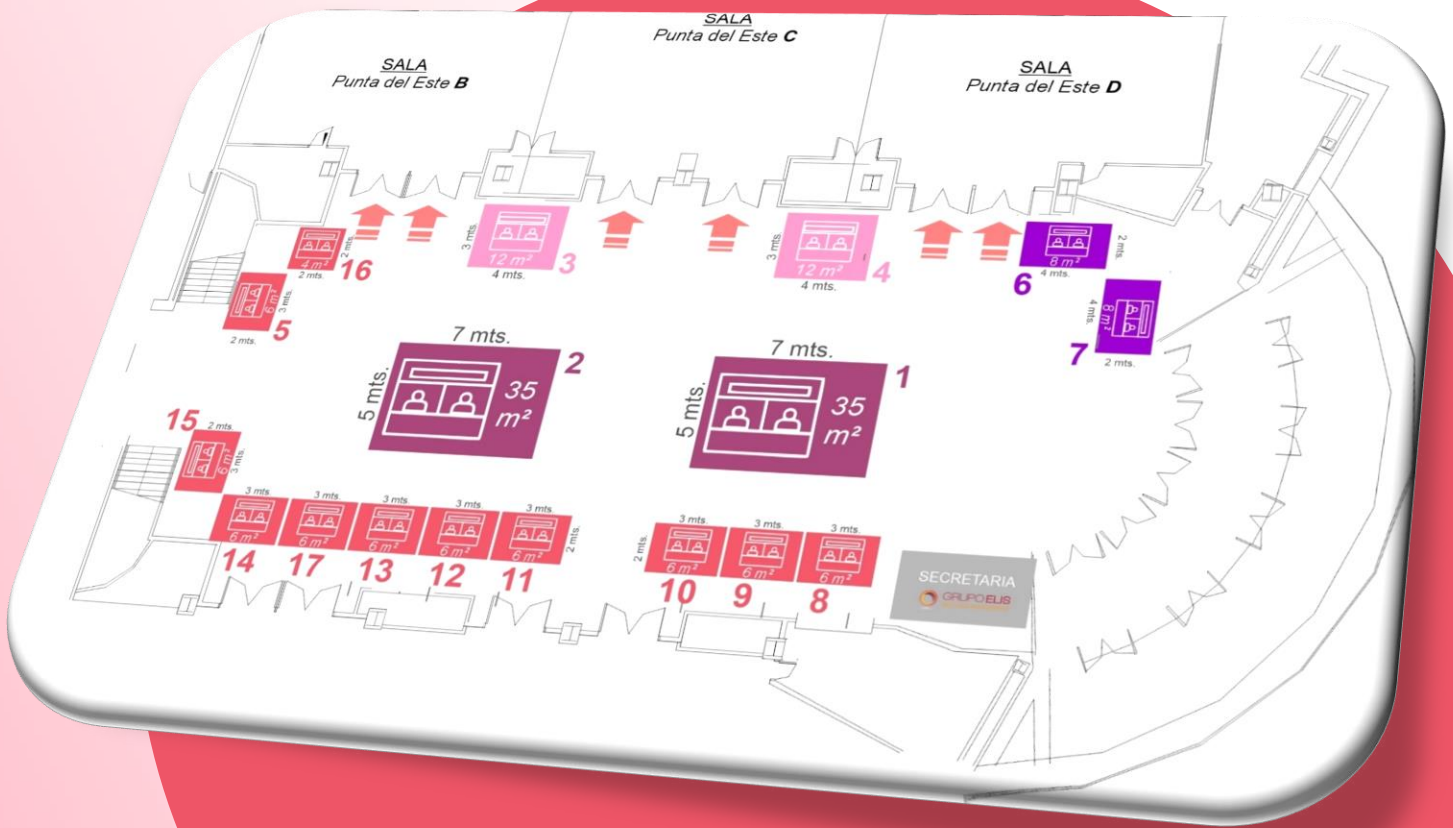 SALA
Punta del Este C
SALA
Punta del Este B
SALA
Punta del Este D
2 mts.
4 m²
2 mts.
16
3 mts.
12 m²
4 mts.
3
3 mts.
12 m²
4 mts.
4
2 mts.
8 m²
4 mts.
6
3 mts.
6 m²
2 mts.
5
4 mts.
8 m²
2 mts.
7
7 mts.
5 mts.
35
m²
2
7 mts.
5 mts.
35
m²
1
15
2 mts.
6 m²
3 mts.
3 mts.
6 m²
14
3 mts.
6 m²
17
3 mts.
6 m²
13
3 mts.
6 m²
12
3 mts.
6 m²
2 mts.
11
3 mts.
2 mts.
6 m²
10
3 mts.
6 m²
9
3 mts.
6 m²
8
SECRETARIA
GRUPO ELIS